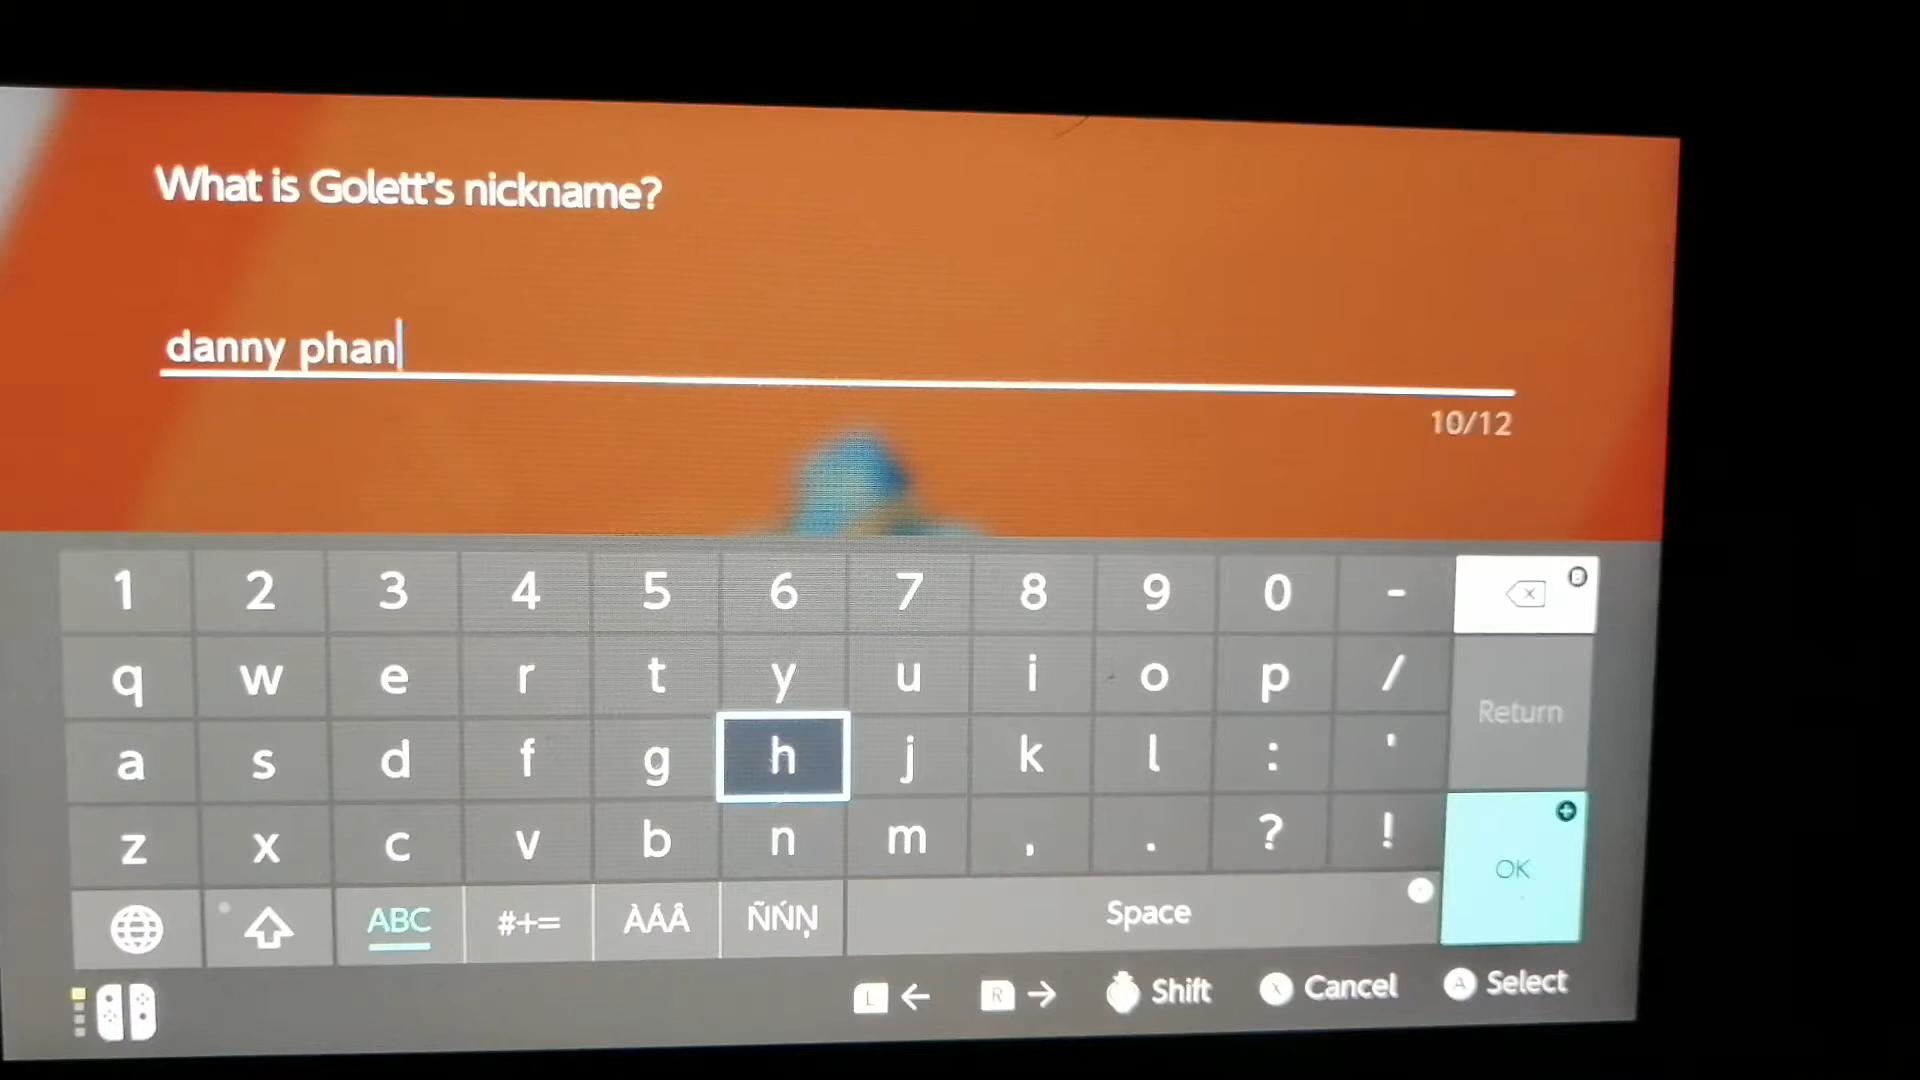 What is Golett's nickname?
danny phan
10/12
1 2 3 4 5 6 7 8 9 0 -
q w e r t y u i o p /
Return
a s d f g h j k l : '
z x c v b n m , . ? !
OK
ABC #+= ÀÁÂ ÑŃŅ Space
L ← R → Shift X Cancel A Select